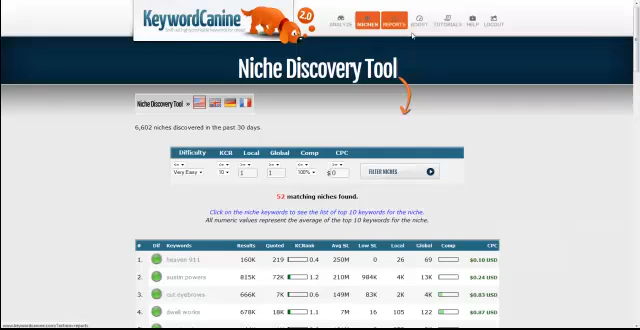 KeywordCanine 2.0
ANALYZE NICHES REPORTS BOOST TUTORIALS HELP LOGOUT
Niche Discovery Tool
Niche Discovery Tool »
6,602 niches discovered in the past 30 days.
Difficulty KCR Local Global Comp CPC
<= <= >= >= <= >=
Very Easy 10 1 1 100% $ 0 FILTER NICHES
52 matching niches found.
Click on the niche keywords to see the list of top 10 keywords for the niche.
All numeric values represent the average of the top 10 keywords for the niche.
# Dif Keywords Results Quoted KCRank Avg SL Low SL Local Global Comp CPC
1. heaven 911 160K 219 0.4 250M 0 26 69 $0.10 USD
2. austin powers 815K 72K 1.2 210M 984K 4K 13K $0.24 USD
3. cut eyebrows 666K 7K 0.6 149M 83K 2K 4K $0.83 USD
4. dwell works 678K 18K 1.1 7M 16 105 122 $0.87 USD